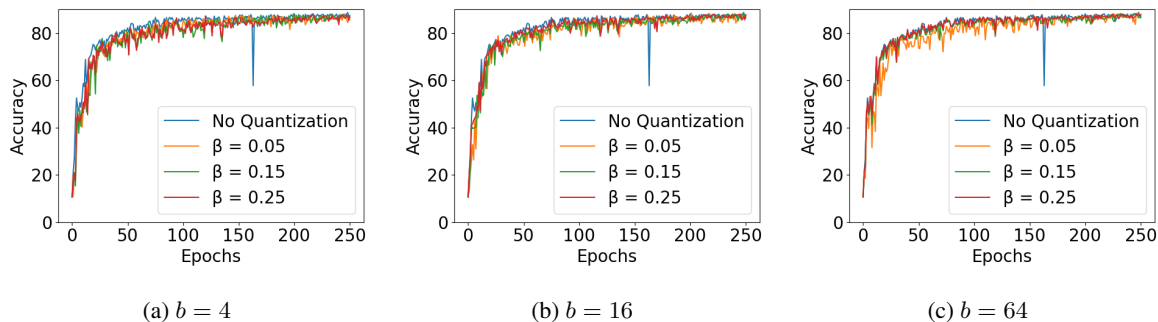 Accuracy
80
60
40
20
0
No Quantization
β = 0.05
β = 0.15
β = 0.25
0 50 100 150 200 250
Epochs
(a) b = 4
Accuracy
80
60
40
20
0
No Quantization
β = 0.05
β = 0.15
β = 0.25
0 50 100 150 200 250
Epochs
(b) b = 16
Accuracy
80
60
40
20
0
No Quantization
β = 0.05
β = 0.15
β = 0.25
0 50 100 150 200 250
Epochs
(c) b = 64